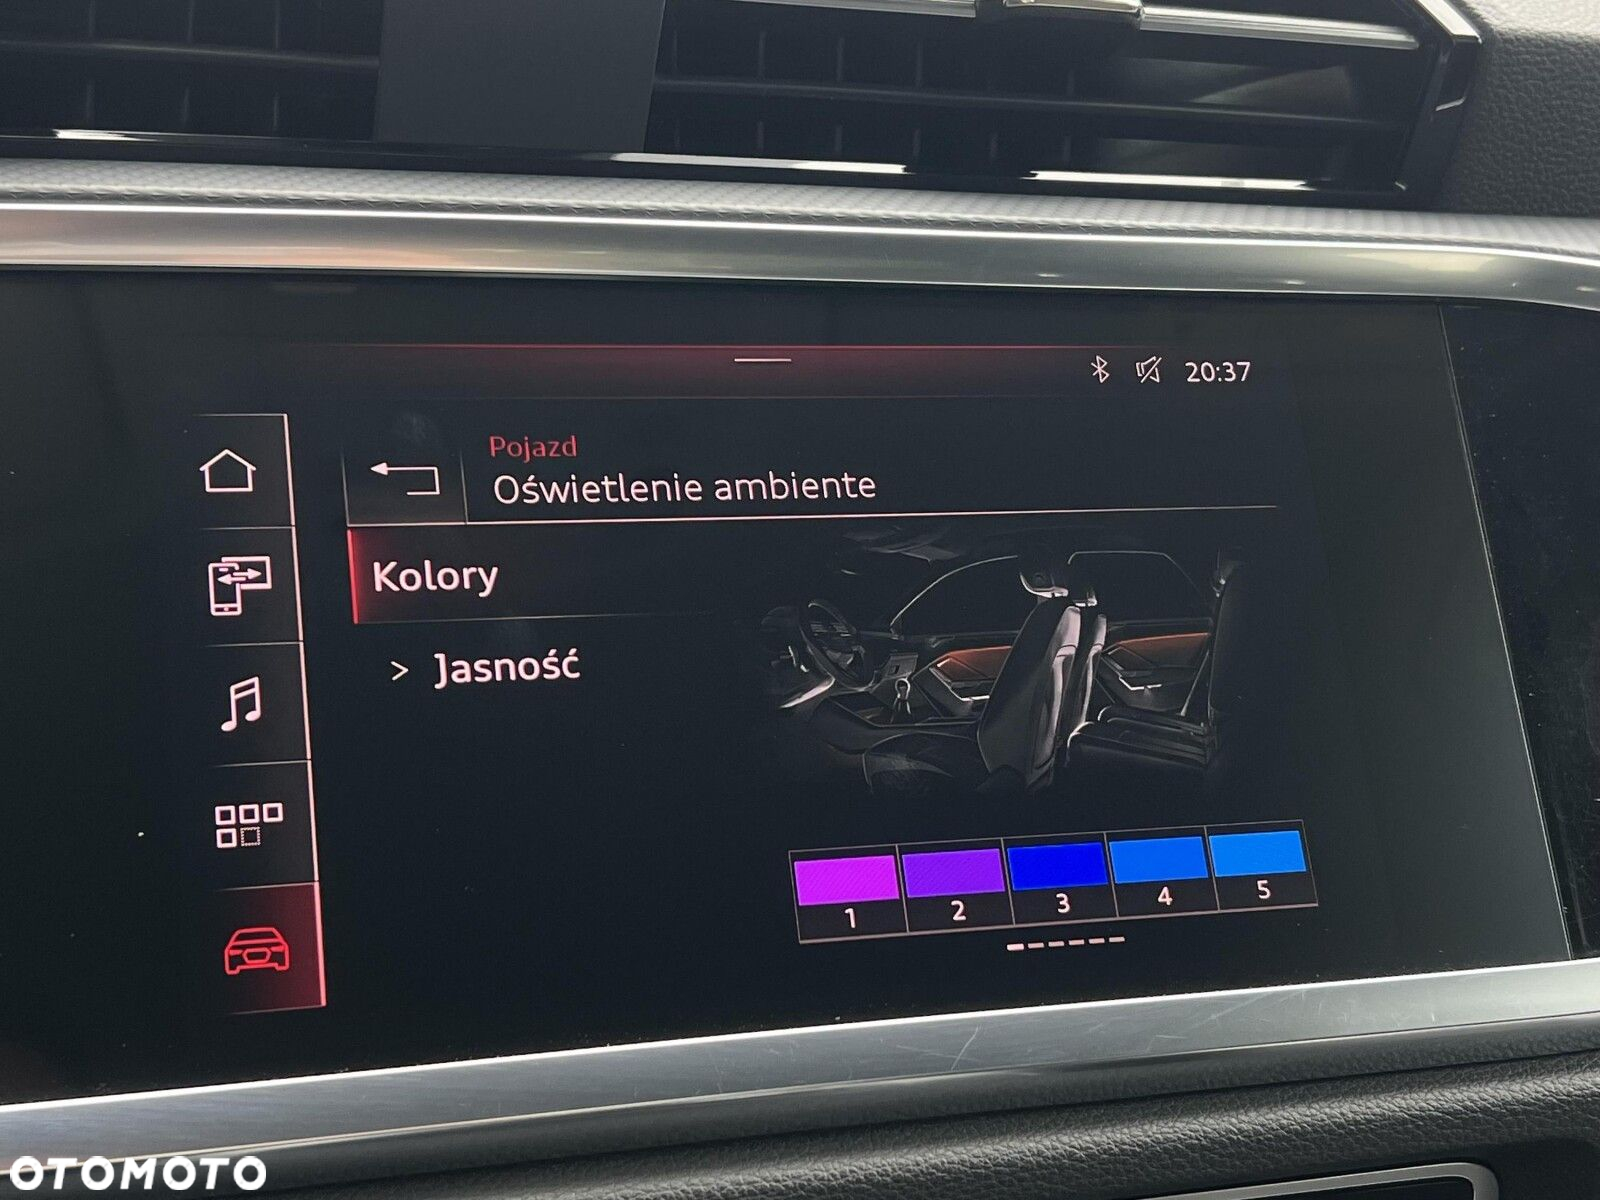 20:37
Pojazd
Oświetlenie ambiente
Kolory
> Jasność
1 2 3 4 5
OTOMOTO